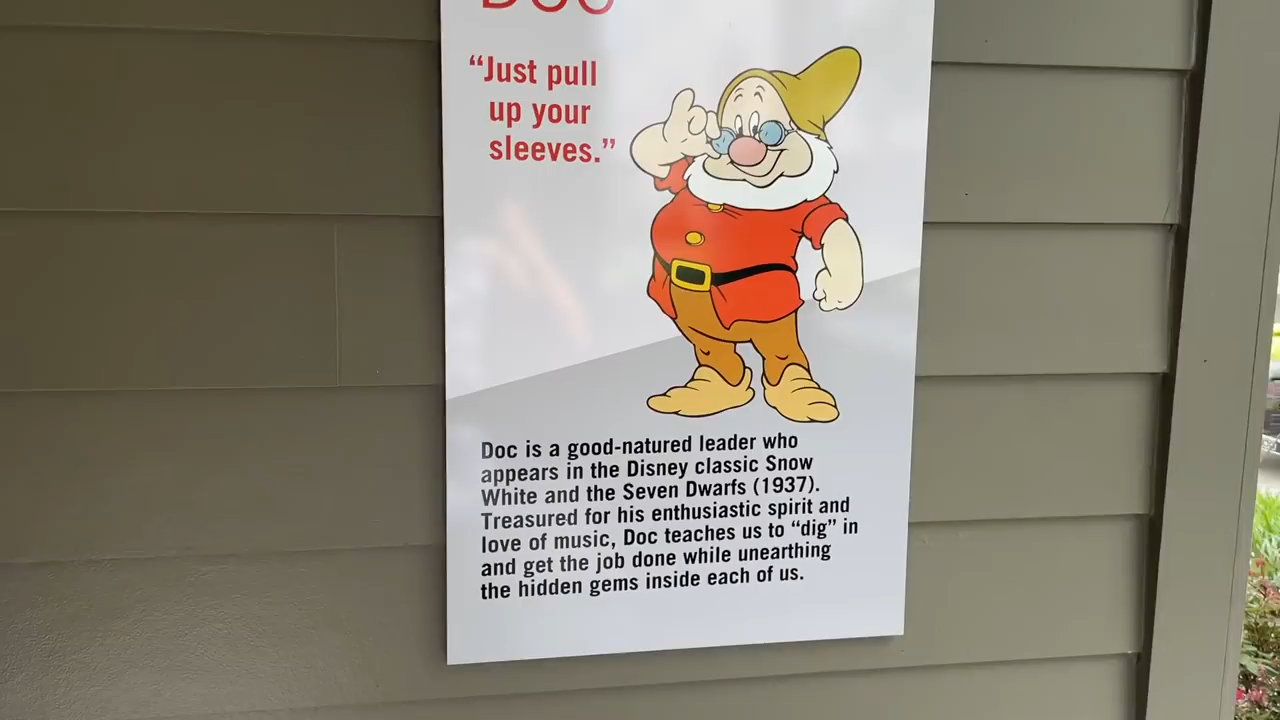 DOC
“Just pull
up your
sleeves.”
Doc is a good-natured leader who
appears in the Disney classic Snow
White and the Seven Dwarfs (1937).
Treasured for his enthusiastic spirit and
love of music, Doc teaches us to “dig” in
and get the job done while unearthing
the hidden gems inside each of us.